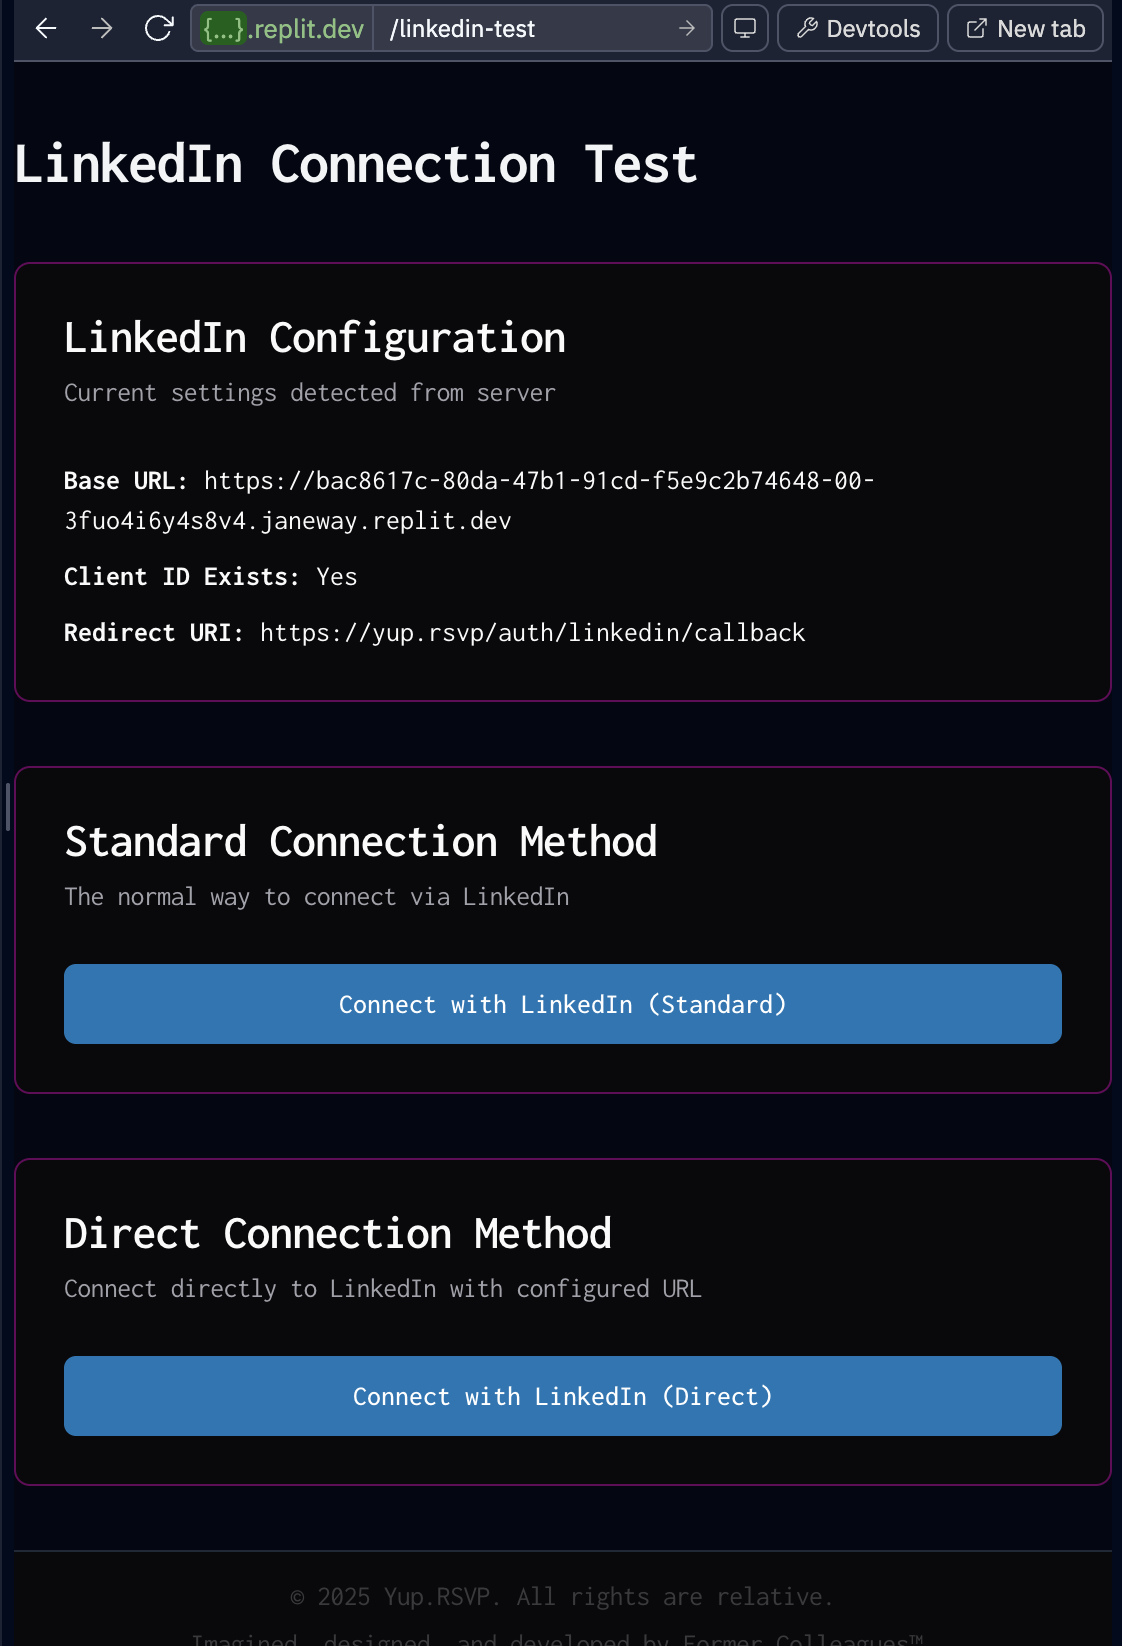 {...}.replit.dev /linkedin-test Devtools New tab
LinkedIn Connection Test
LinkedIn Configuration
Current settings detected from server
Base URL: https://bac8617c-80da-47b1-91cd-f5e9c2b74648-00-
3fuo4i6y4s8v4.janeway.replit.dev
Client ID Exists: Yes
Redirect URI: https://yup.rsvp/auth/linkedin/callback
Standard Connection Method
The normal way to connect via LinkedIn
Connect with LinkedIn (Standard)
Direct Connection Method
Connect directly to LinkedIn with configured URL
Connect with LinkedIn (Direct)
© 2025 Yup.RSVP. All rights are relative.
Imagined, designed, and developed by Former Colleagues™